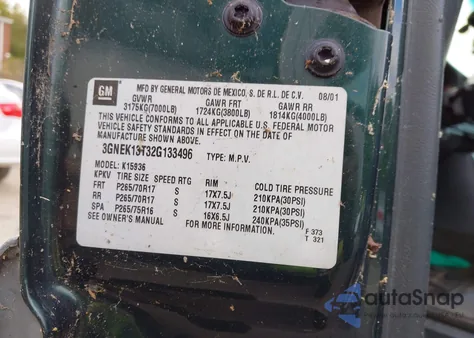 GM
MFD BY GENERAL MOTORS DE MEXICO, S. DE R.L. DE C.V. 08/01
GVWR GAWR FRT GAWR RR
3175KG(7000LB) 1724KG(3800LB) 1814KG(4000LB)
THIS VEHICLE CONFORMS TO ALL APPLICABLE U.S. FEDERAL MOTOR
VEHICLE SAFETY STANDARDS IN EFFECT ON THE DATE OF
MANUFACTURE SHOWN ABOVE.
3GNEK13T32G133496 TYPE: M.P.V.
MODEL: K15936
KPKV TIRE SIZE SPEED RTG RIM COLD TIRE PRESSURE
FRT P265/70R17 S 17X7.5J 210KPA(30PSI)
RR P265/70R17 S 17X7.5J 210KPA(30PSI)
SPA P265/75R16 S 16X6.5J 240KPA(35PSI)
SEE OWNER'S MANUAL FOR MORE INFORMATION. F 373
T 321
autoSnap